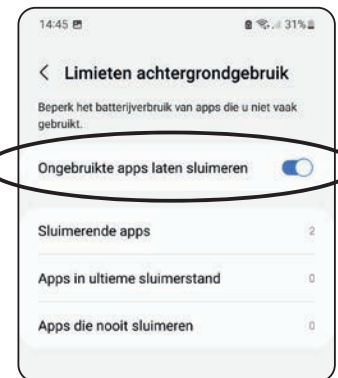 14:45 31%
< Limieten achtergrondgebruik
Beperk het batterijverbruik van apps die u niet vaak
gebruikt.
Ongebruikte apps laten sluimeren
Sluimerende apps 2
Apps in ultieme sluimerstand 0
Apps die nooit sluimeren 0